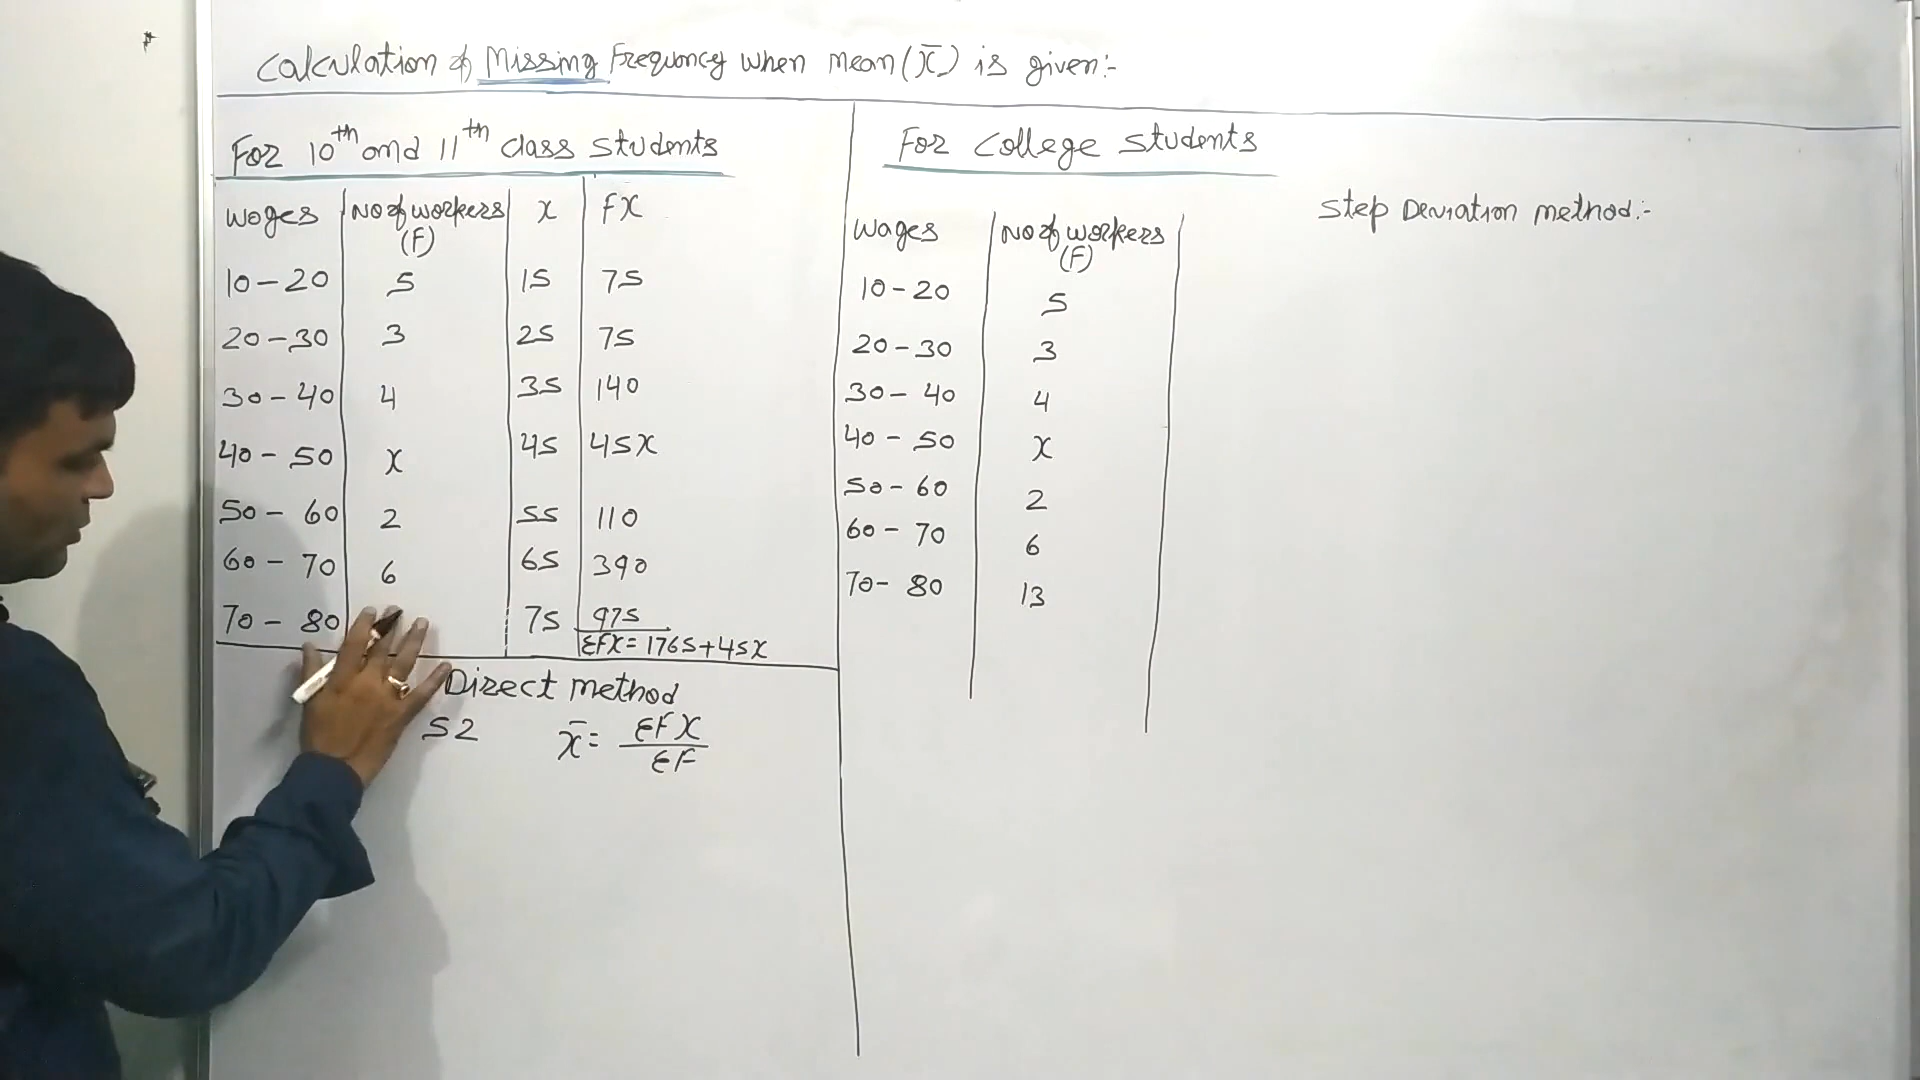 Calculation of Missing Frequency when mean (x̄) is given:-
For 10th and 11th class students
Wages No of workers (F) X FX
10-20 5 15 75
20-30 3 25 75
30-40 4 35 140
40-50 x 45 45x
50-60 2 55 110
60-70 6 65 390
70-80 75 975
ΣFX = 1765+45x
Direct method
52 x̄ = ΣFX / ΣF
For College students
Wages No of workers (F)
10-20 5
20-30 3
30-40 4
40-50 x
50-60 2
60-70 6
70-80 13
Step Deviation method:-